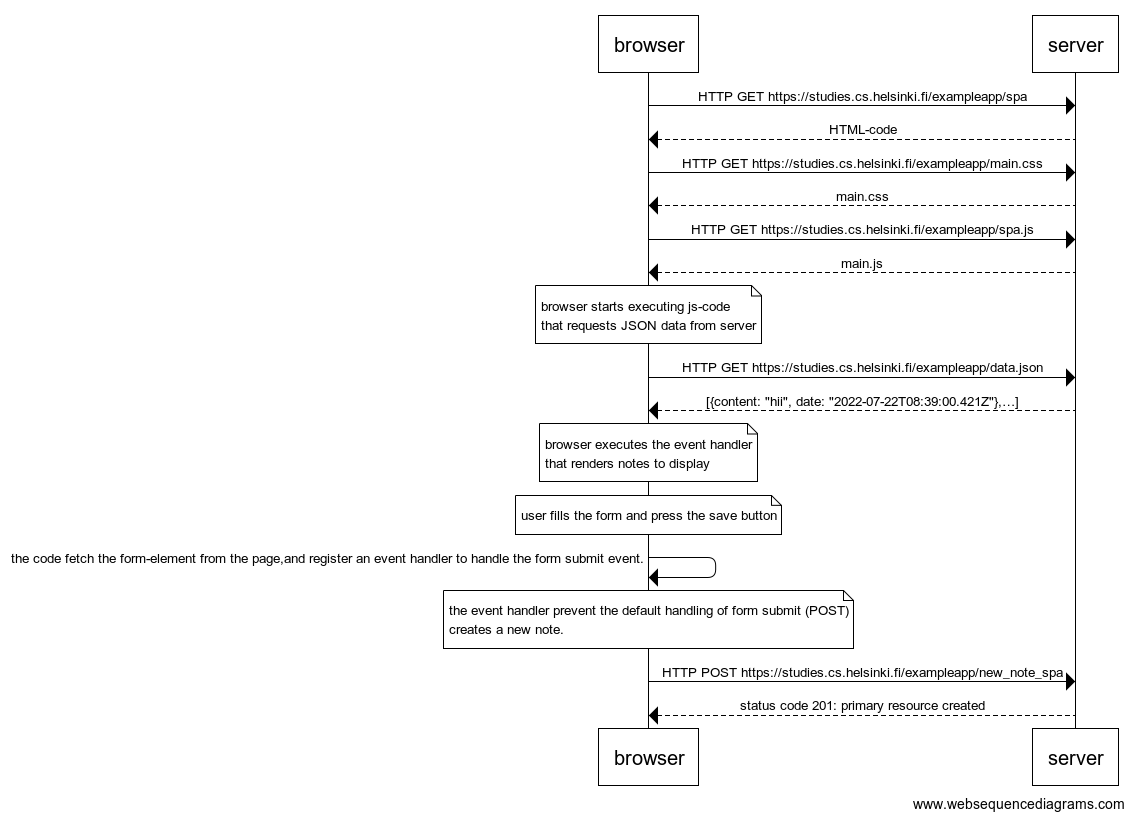 browser
server
HTTP GET https://studies.cs.helsinki.fi/exampleapp/spa
HTML-code
HTTP GET https://studies.cs.helsinki.fi/exampleapp/main.css
main.css
HTTP GET https://studies.cs.helsinki.fi/exampleapp/spa.js
main.js
browser starts executing js-code
that requests JSON data from server
HTTP GET https://studies.cs.helsinki.fi/exampleapp/data.json
[{content: "hii", date: "2022-07-22T08:39:00.421Z"},…]
browser executes the event handler
that renders notes to display
user fills the form and press the save button
the code fetch the form-element from the page,and register an event handler to handle the form submit event.
the event handler prevent the default handling of form submit (POST)
creates a new note.
HTTP POST https://studies.cs.helsinki.fi/exampleapp/new_note_spa
status code 201: primary resource created
browser
server
www.websequencediagrams.com